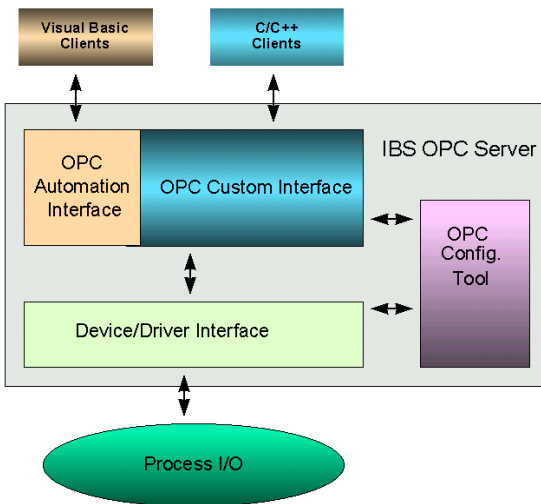 Visual Basic
Clients
C/C++
Clients
IBS OPC Server
OPC
Automation
Interface
OPC Custom Interface
OPC
Config.
Tool
Device/Driver Interface
Process I/O